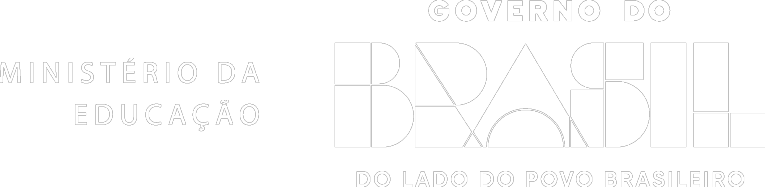 MINISTÉRIO DA
EDUCAÇÃO
GOVERNO DO
BRASIL
DO LADO DO POVO BRASILEIRO